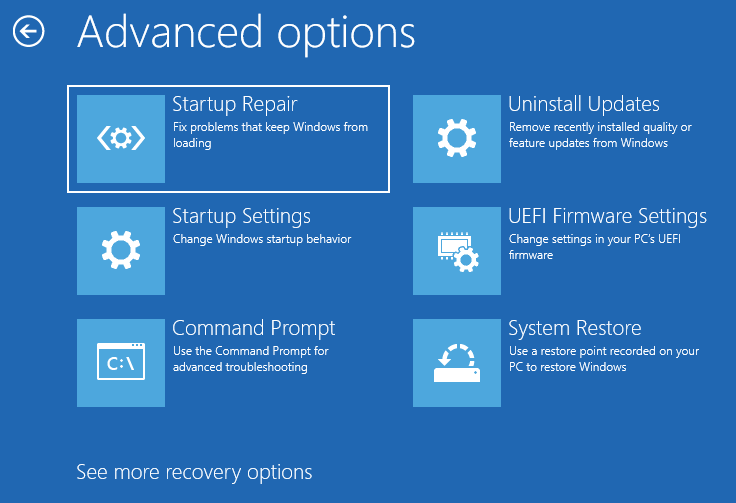 Advanced options
Startup Repair
Fix problems that keep Windows from
loading
Uninstall Updates
Remove recently installed quality or
feature updates from Windows
Startup Settings
Change Windows startup behavior
UEFI Firmware Settings
Change settings in your PC's UEFI
firmware
C:\
Command Prompt
Use the Command Prompt for
advanced troubleshooting
System Restore
Use a restore point recorded on your
PC to restore Windows
See more recovery options